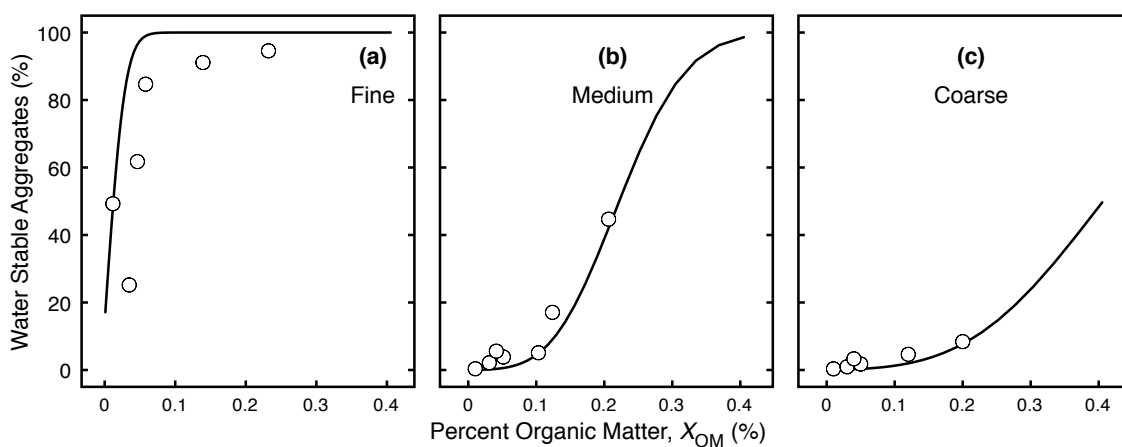 Water Stable Aggregates (%)
100
80
60
40
20
0
(a)
Fine
0 0.1 0.2 0.3 0.4
(b)
Medium
0 0.1 0.2 0.3 0.4
(c)
Coarse
0 0.1 0.2 0.3 0.4
Percent Organic Matter, X_OM (%)